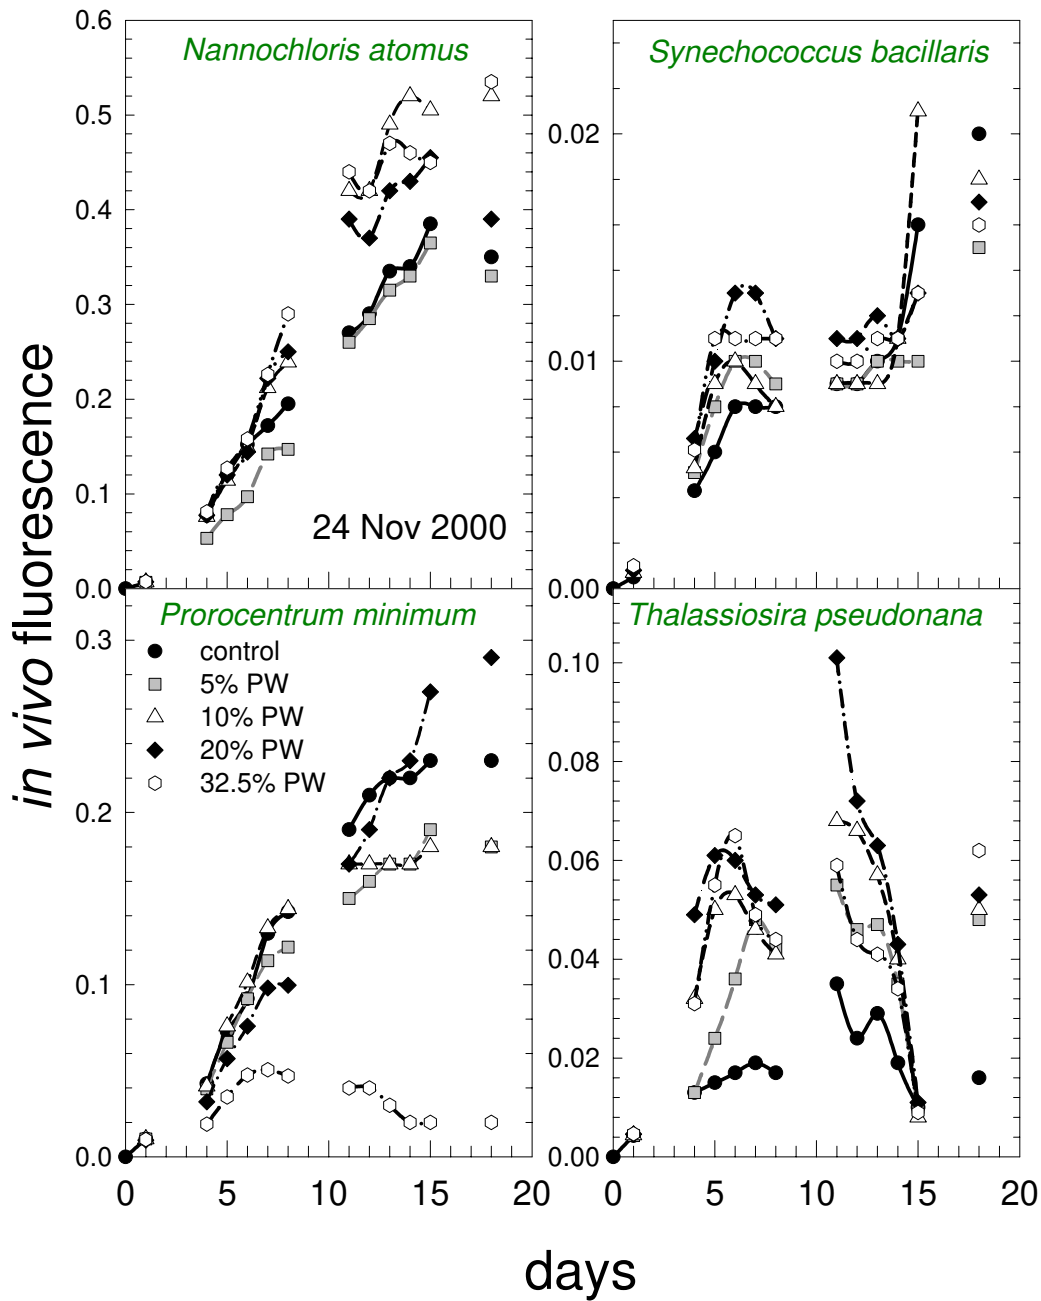 Nannochloris atomus
0.6
0.5
0.4
0.3
0.2
0.1
0.0
24 Nov 2000
Synechococcus bacillaris
0.02
0.01
0.00
in vivo fluorescence
Prorocentrum minimum
control
5% PW
10% PW
20% PW
32.5% PW
0.3
0.2
0.1
0.0
0 5 10 15 20
Thalassiosira pseudonana
0.10
0.08
0.06
0.04
0.02
0.00
0 5 10 15 20
days